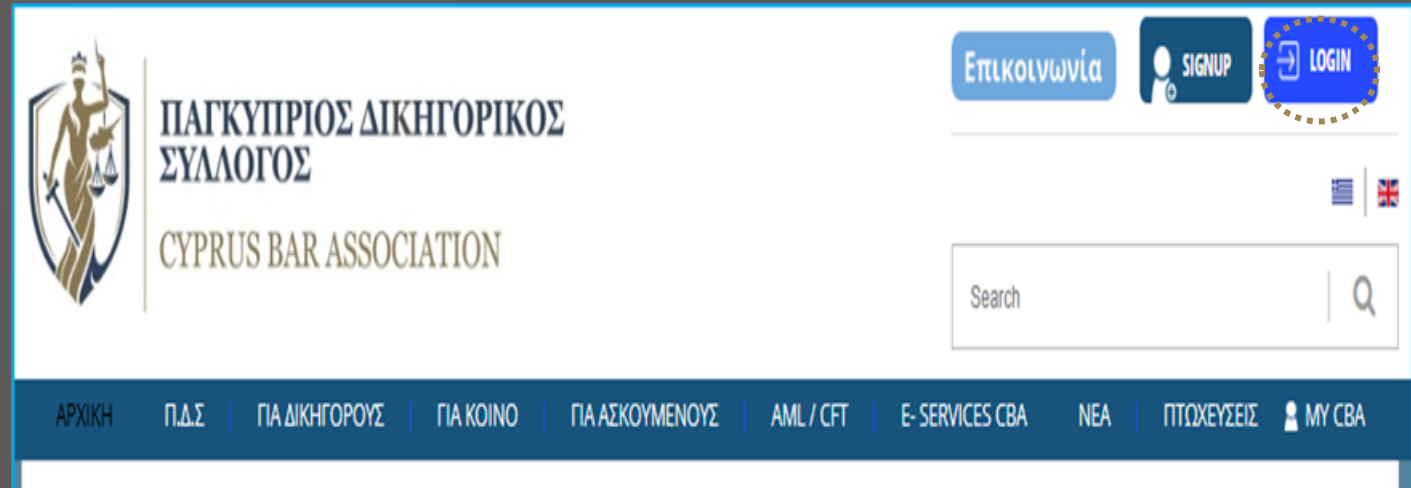 Επικοινωνία SIGNUP LOGIN
ΠΑΓΚΥΠΡΙΟΣ ΔΙΚΗΓΟΡΙΚΟΣ
ΣΥΛΛΟΓΟΣ
CYPRUS BAR ASSOCIATION
Search
ΑΡΧΙΚΗ Π.Δ.Σ ΓΙΑ ΔΙΚΗΓΟΡΟΥΣ ΓΙΑ ΚΟΙΝΟ ΓΙΑ ΑΣΚΟΥΜΕΝΟΥΣ AML / CFT E- SERVICES CBA ΝΕΑ ΠΤΩΧΕΥΣΕΙΣ MY CBA